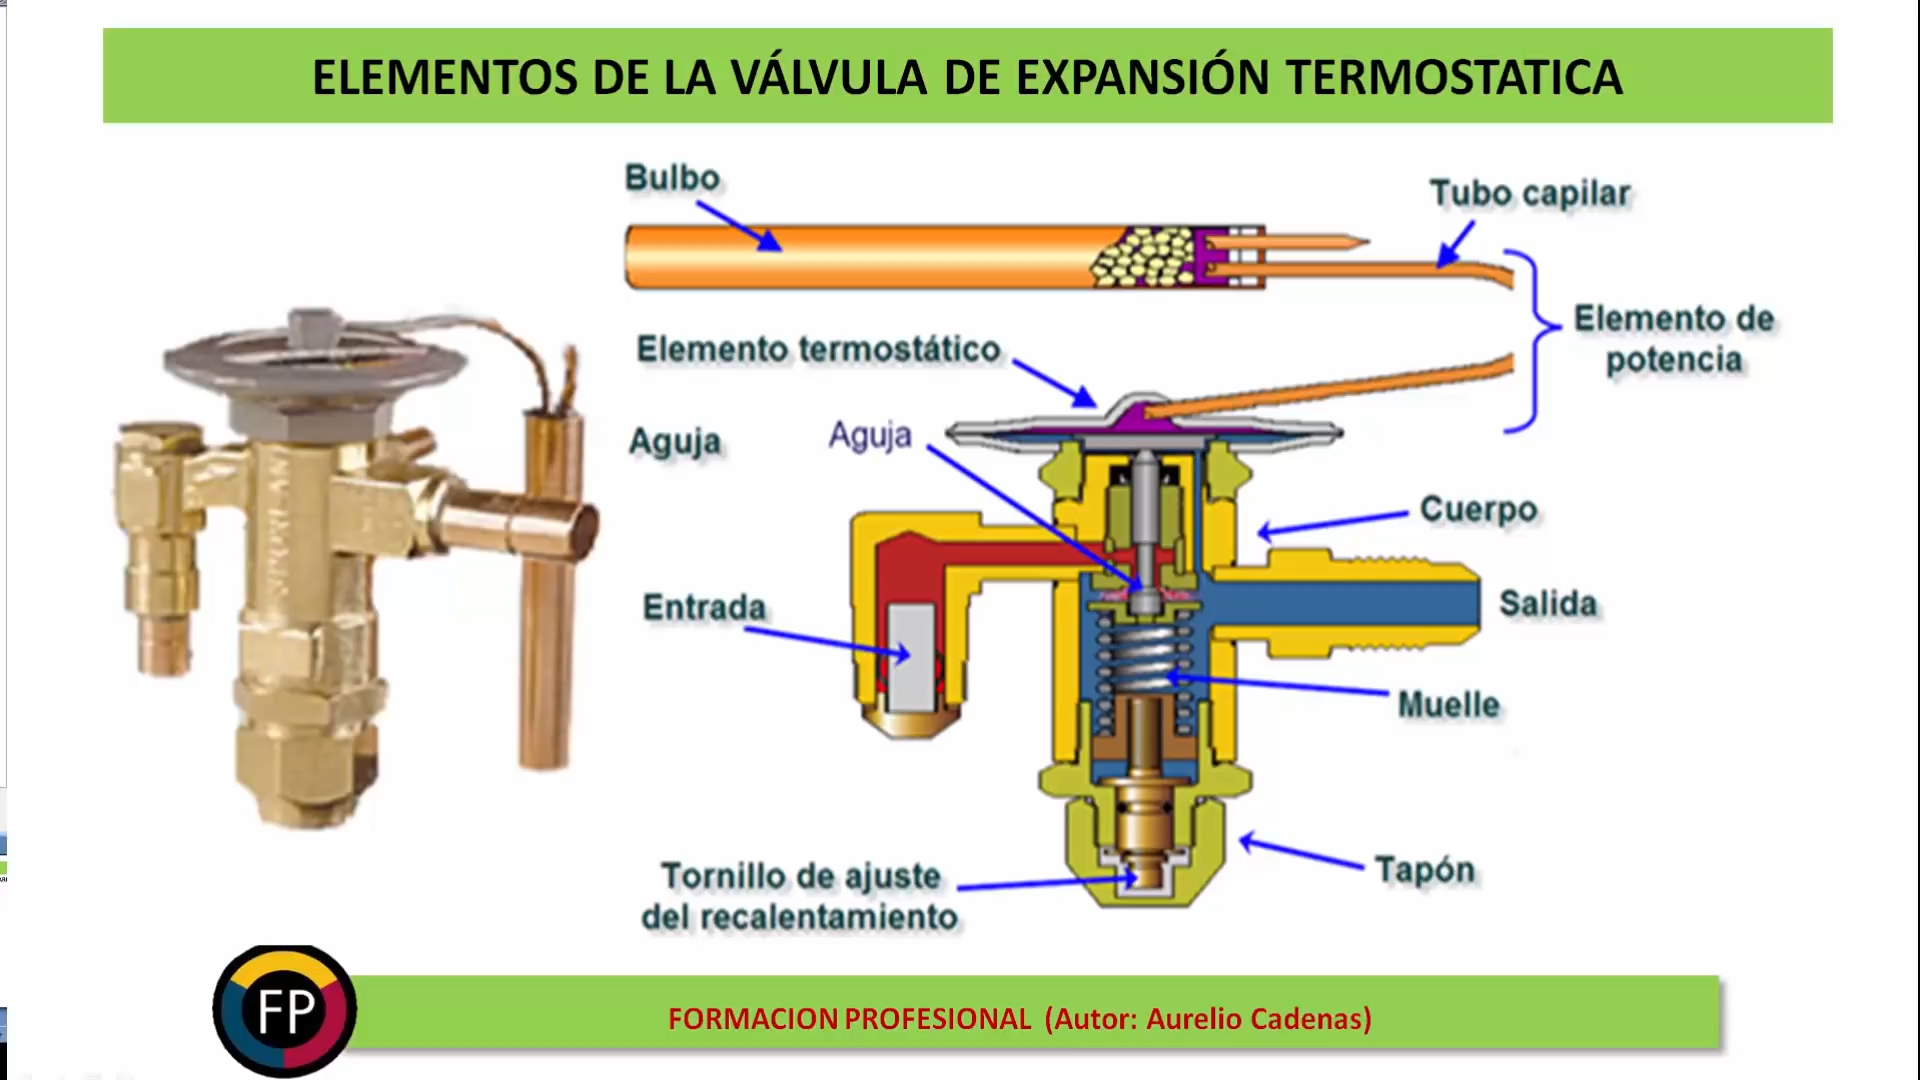 ELEMENTOS DE LA VÁLVULA DE EXPANSIÓN TERMOSTATICA
Bulbo
Tubo capilar
Elemento de
potencia
Elemento termostático
Aguja
Aguja
Cuerpo
Entrada
Salida
Muelle
Tornillo de ajuste
del recalentamiento
Tapón
SPORLAN
FP
FORMACION PROFESIONAL (Autor: Aurelio Cadenas)